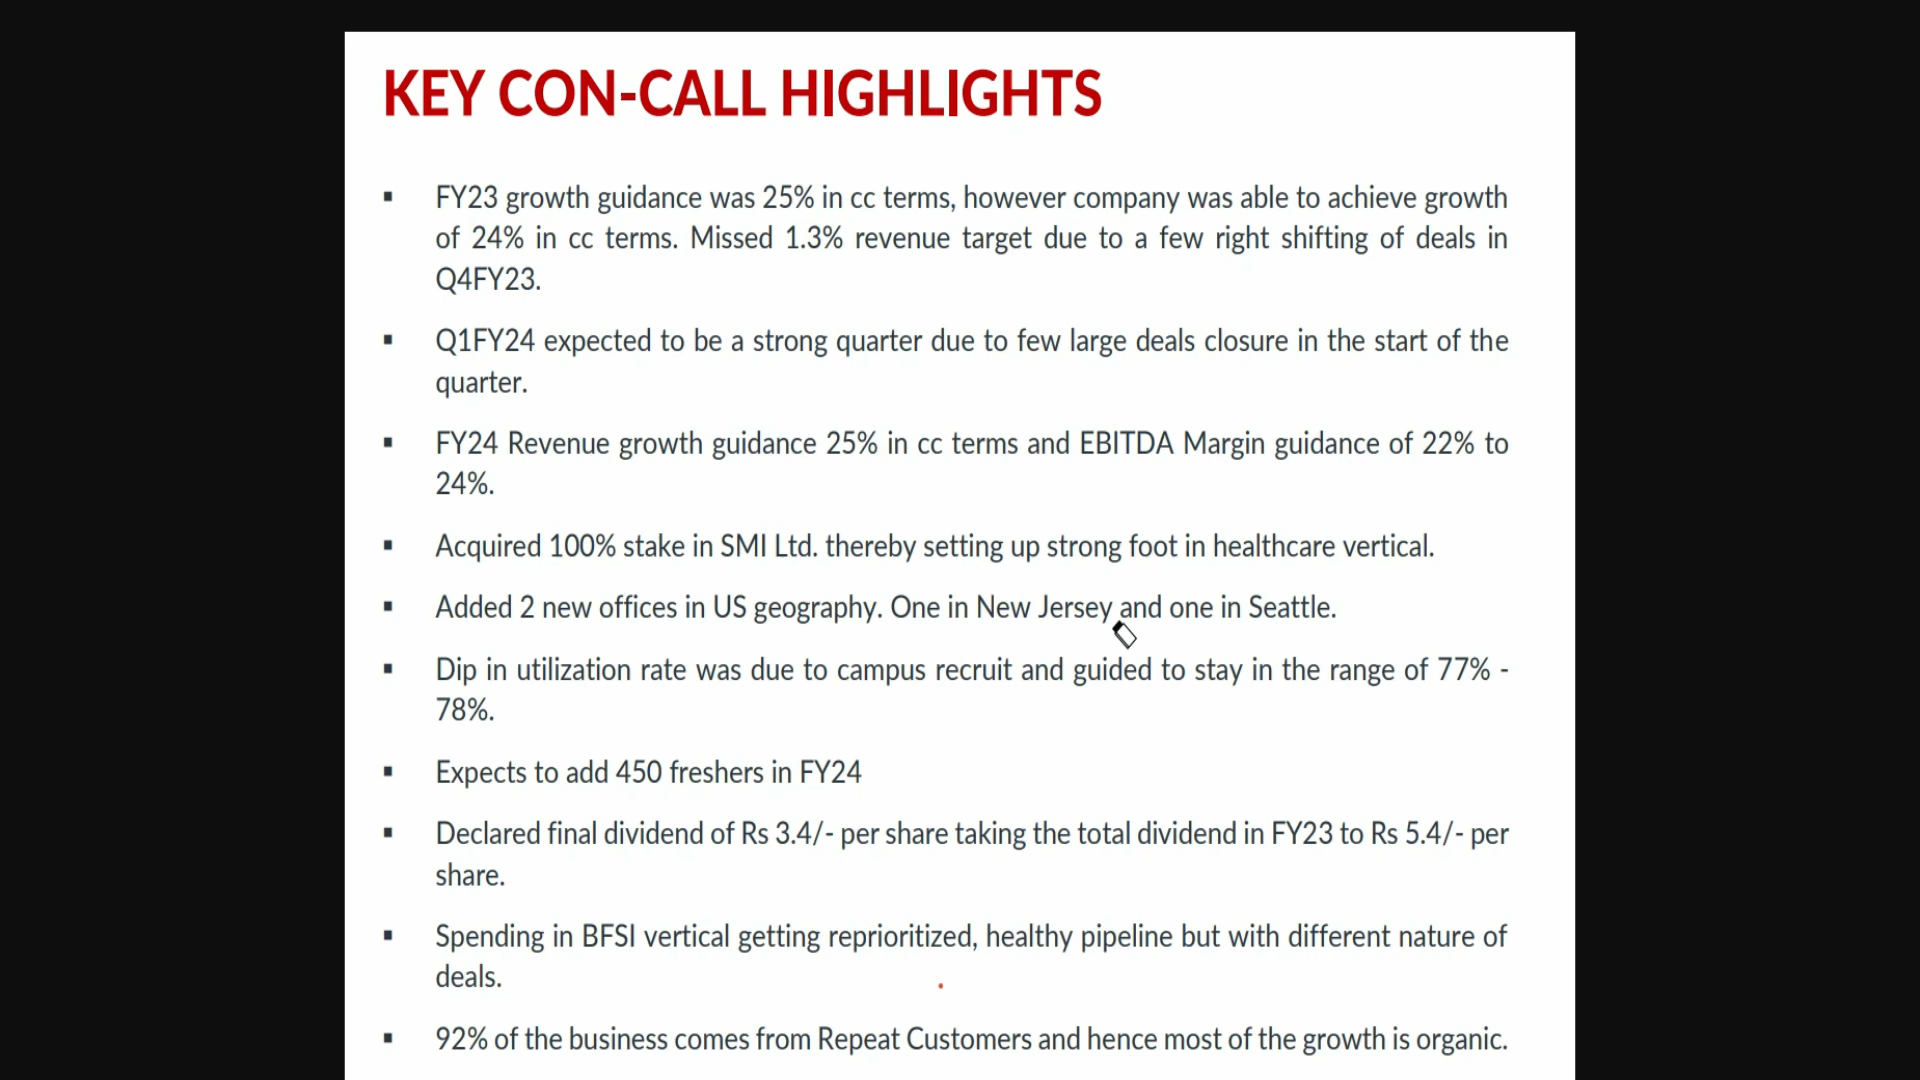 KEY CON-CALL HIGHLIGHTS
▪ FY23 growth guidance was 25% in cc terms, however company was able to achieve growth
of 24% in cc terms. Missed 1.3% revenue target due to a few right shifting of deals in
Q4FY23.
▪ Q1FY24 expected to be a strong quarter due to few large deals closure in the start of the
quarter.
▪ FY24 Revenue growth guidance 25% in cc terms and EBITDA Margin guidance of 22% to
24%.
▪ Acquired 100% stake in SMI Ltd. thereby setting up strong foot in healthcare vertical.
▪ Added 2 new offices in US geography. One in New Jersey and one in Seattle.
▪ Dip in utilization rate was due to campus recruit and guided to stay in the range of 77% -
78%.
▪ Expects to add 450 freshers in FY24
▪ Declared final dividend of Rs 3.4/- per share taking the total dividend in FY23 to Rs 5.4/- per
share.
▪ Spending in BFSI vertical getting reprioritized, healthy pipeline but with different nature of
deals.
▪ 92% of the business comes from Repeat Customers and hence most of the growth is organic.